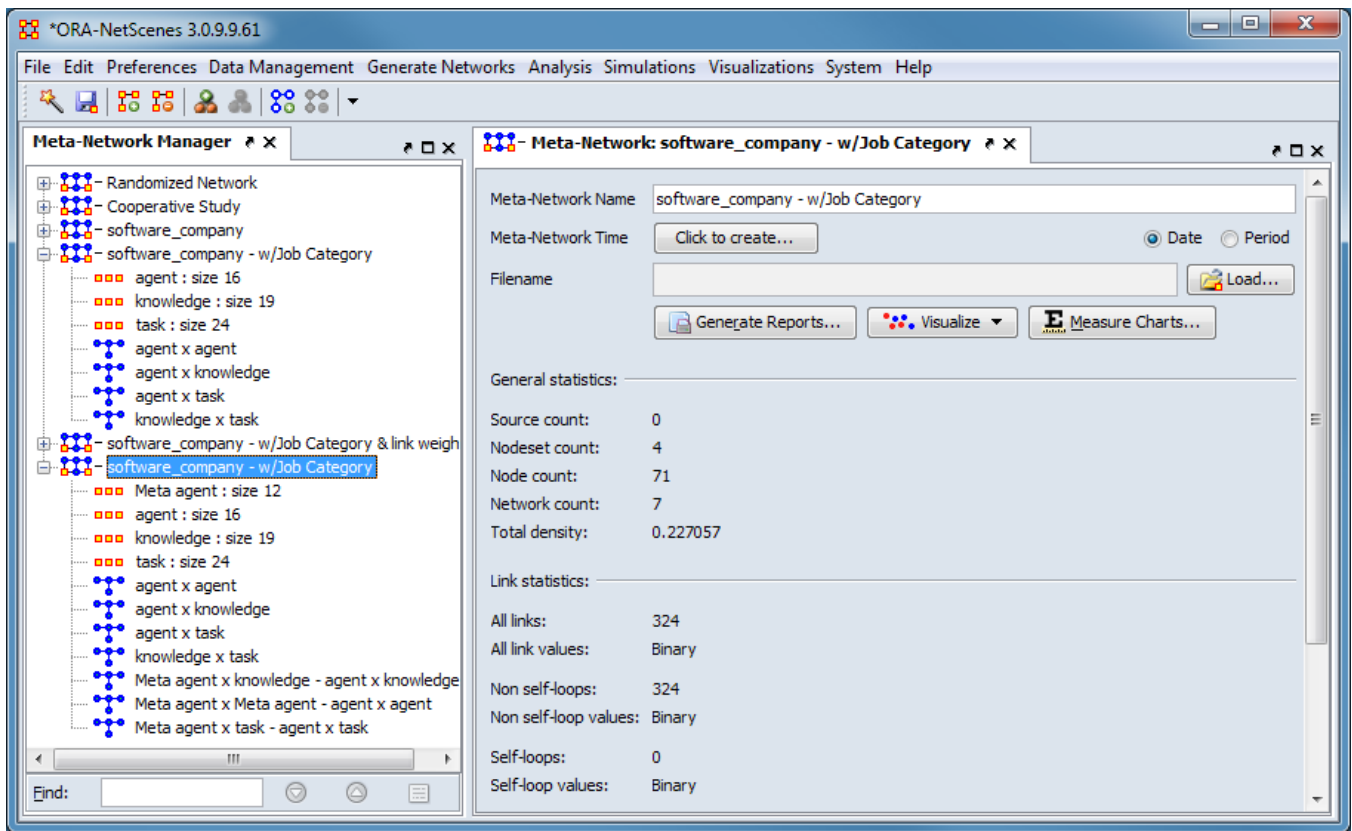 *ORA-NetScenes 3.0.9.9.61
File Edit Preferences Data Management Generate Networks Analysis Simulations Visualizations System Help
Meta-Network Manager
Randomized Network
Cooperative Study
software_company
software_company - w/Job Category
agent : size 16
knowledge : size 19
task : size 24
agent x agent
agent x knowledge
agent x task
knowledge x task
software_company - w/Job Category & link weigh
software_company - w/Job Category
Meta agent : size 12
agent : size 16
knowledge : size 19
task : size 24
agent x agent
agent x knowledge
agent x task
knowledge x task
Meta agent x knowledge - agent x knowledge
Meta agent x Meta agent - agent x agent
Meta agent x task - agent x task
Find:
Meta-Network: software_company - w/Job Category
Meta-Network Name software_company - w/Job Category
Meta-Network Time Click to create... Date Period
Filename Load...
Generate Reports... Visualize Measure Charts...
General statistics:
Source count: 0
Nodeset count: 4
Node count: 71
Network count: 7
Total density: 0.227057
Link statistics:
All links: 324
All link values: Binary
Non self-loops: 324
Non self-loop values: Binary
Self-loops: 0
Self-loop values: Binary